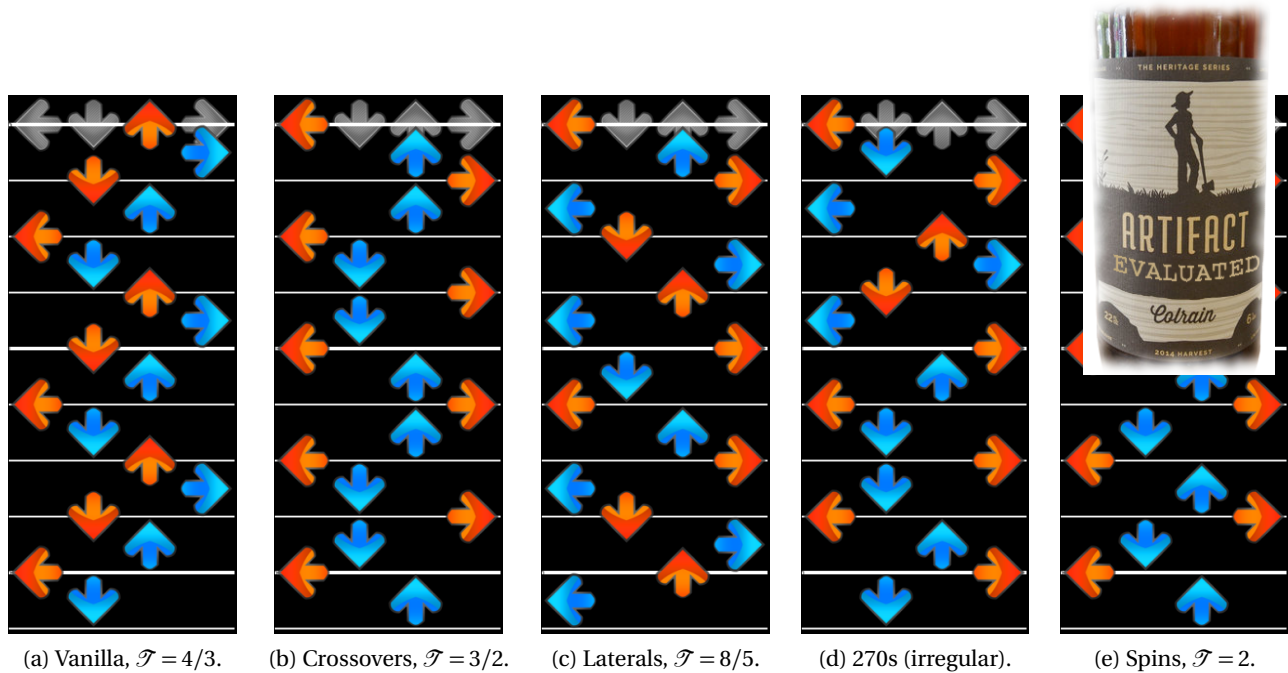 THE HERITAGE SERIES
ARTIFACT
EVALUATED
Colrain
2014 HARVEST
(a) Vanilla, 𝒯 = 4/3.
(b) Crossovers, 𝒯 = 3/2.
(c) Laterals, 𝒯 = 8/5.
(d) 270s (irregular).
(e) Spins, 𝒯 = 2.